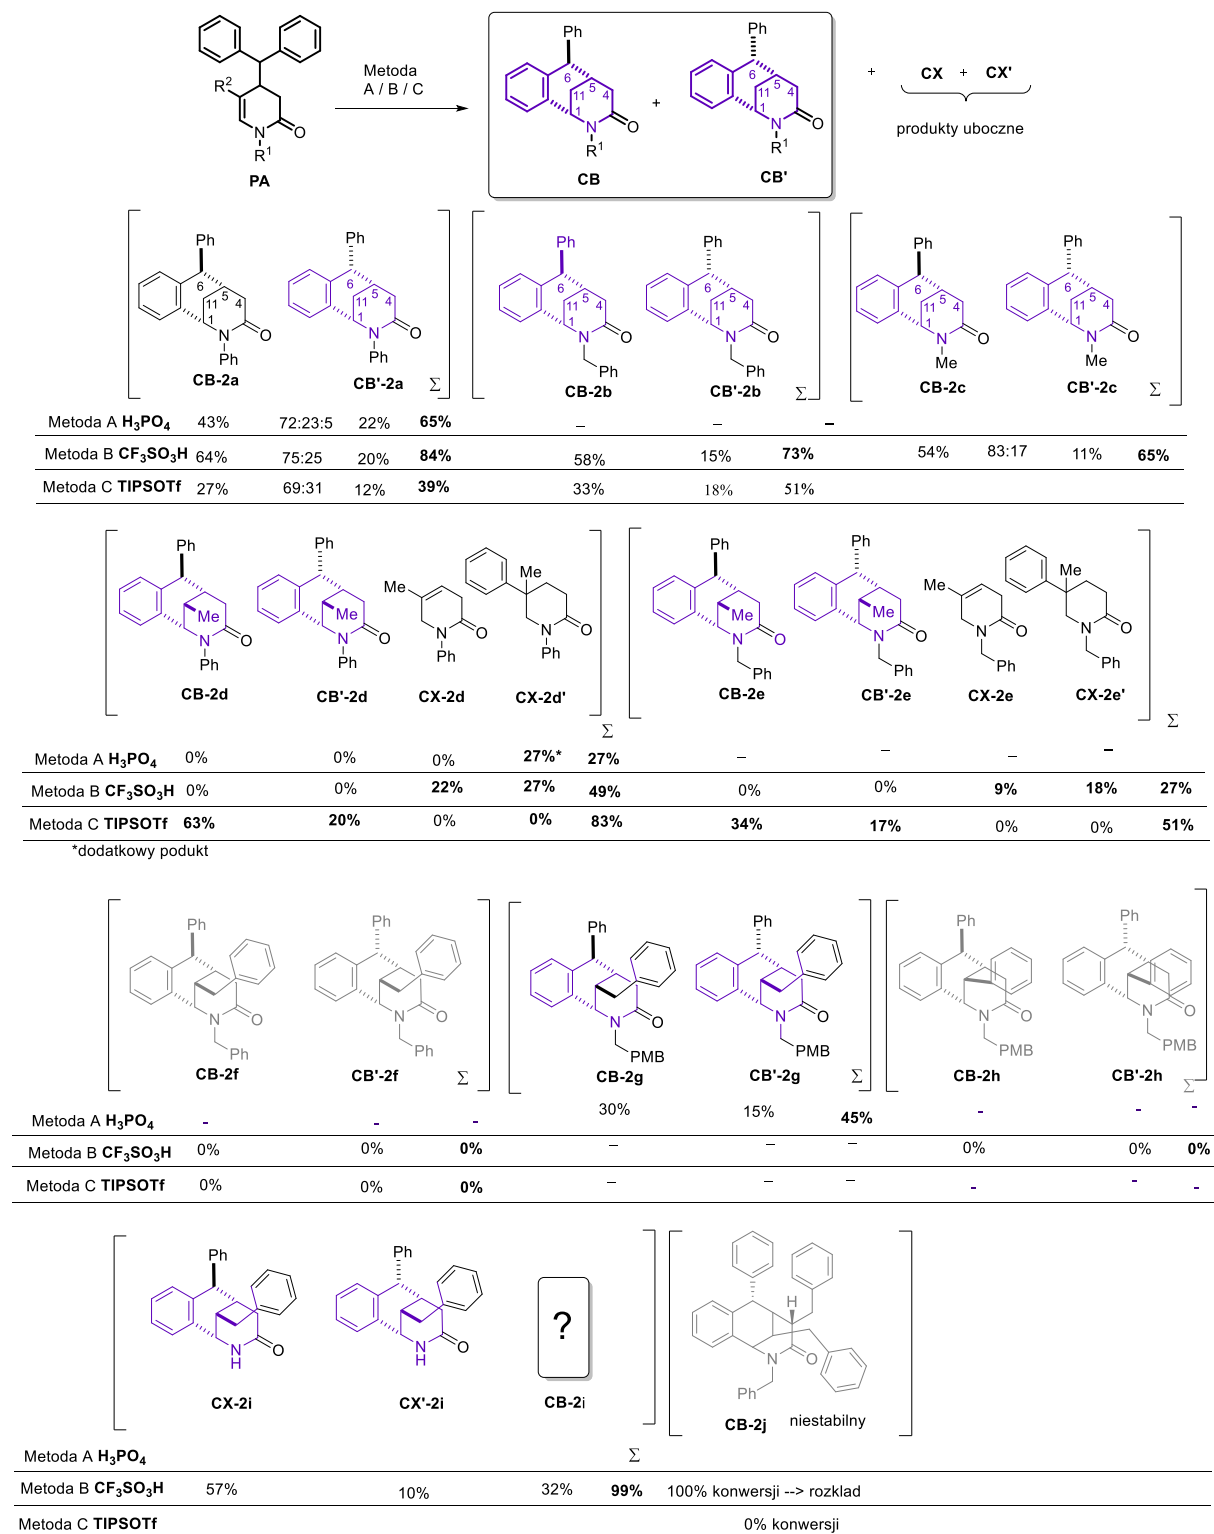 R²
N
R¹
O
PA
Metoda
A / B / C
Ph
6
5
11
4
1
N
O
R¹
CB
+
Ph
6
5
11
4
1
N
O
R¹
CB'
+ CX + CX'
produkty uboczne
Ph
6
5
11
4
1
N
O
Ph
CB-2a
Ph
6
5
11
4
1
N
O
Ph
CB'-2a
Σ
Ph
6
5
11
4
1
N
O
Ph
CB-2b
Ph
6
5
11
4
1
N
O
Ph
CB'-2b
Σ
Ph
6
5
11
4
1
N
O
Me
CB-2c
Ph
6
5
11
4
1
N
O
Me
CB'-2c
Σ
Metoda A H₃PO₄ 43% 72:23:5 22% 65% – – –
Metoda B CF₃SO₃H 64% 75:25 20% 84% 58% 15% 73% 54% 83:17 11% 65%
Metoda C TIPSOTf 27% 69:31 12% 39% 33% 18% 51%
Ph
Me
N
O
Ph
CB-2d
Ph
Me
N
O
Ph
CB'-2d
Me
N
O
Ph
CX-2d
Me
N
O
Ph
CX-2d'
Σ
Ph
Me
N
O
Ph
CB-2e
Ph
Me
N
O
Ph
CB'-2e
Me
N
O
Ph
CX-2e
Me
N
O
Ph
CX-2e'
Σ
Metoda A H₃PO₄ 0% 0% 0% 27%* 27% – – – –
Metoda B CF₃SO₃H 0% 0% 22% 27% 49% 0% 0% 9% 18% 27%
Metoda C TIPSOTf 63% 20% 0% 0% 83% 34% 17% 0% 0% 51%
*dodatkowy podukt
Ph
N
O
Ph
CB-2f
Ph
N
O
Ph
CB'-2f
Σ
Ph
N
O
PMB
CB-2g
Ph
N
O
PMB
CB'-2g
Σ
Ph
N
O
PMB
CB-2h
Ph
N
O
PMB
CB'-2h
Σ
Metoda A H₃PO₄ - - - 30% 15% 45% - - -
Metoda B CF₃SO₃H 0% 0% 0% – – – 0% 0% 0%
Metoda C TIPSOTf 0% 0% 0% – – – - - -
Ph
N
H
O
CX-2i
Ph
N
H
O
CX'-2i
?
CB-2i
Σ
H
N
O
Ph
CB-2j niestabilny
Metoda A H₃PO₄
Metoda B CF₃SO₃H 57% 10% 32% 99% 100% konwersji --> rozklad
Metoda C TIPSOTf 0% konwersji